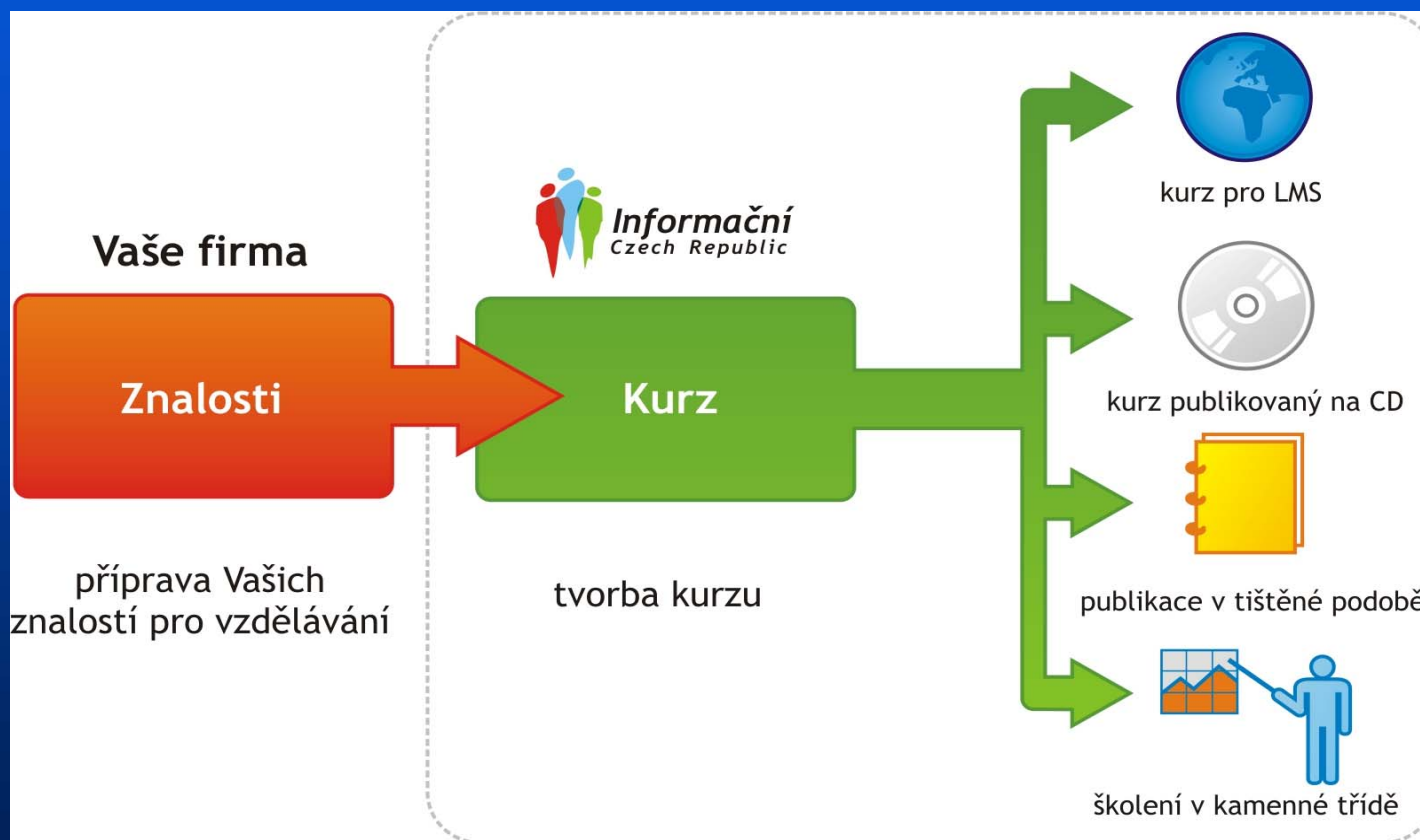 Vaše firma
Znalosti
příprava Vašich
znalostí pro vzdělávání
Informační
Czech Republic
Kurz
tvorba kurzu
kurz pro LMS
kurz publikovaný na CD
publikace v tištěné podobě
školení v kamenné třídě